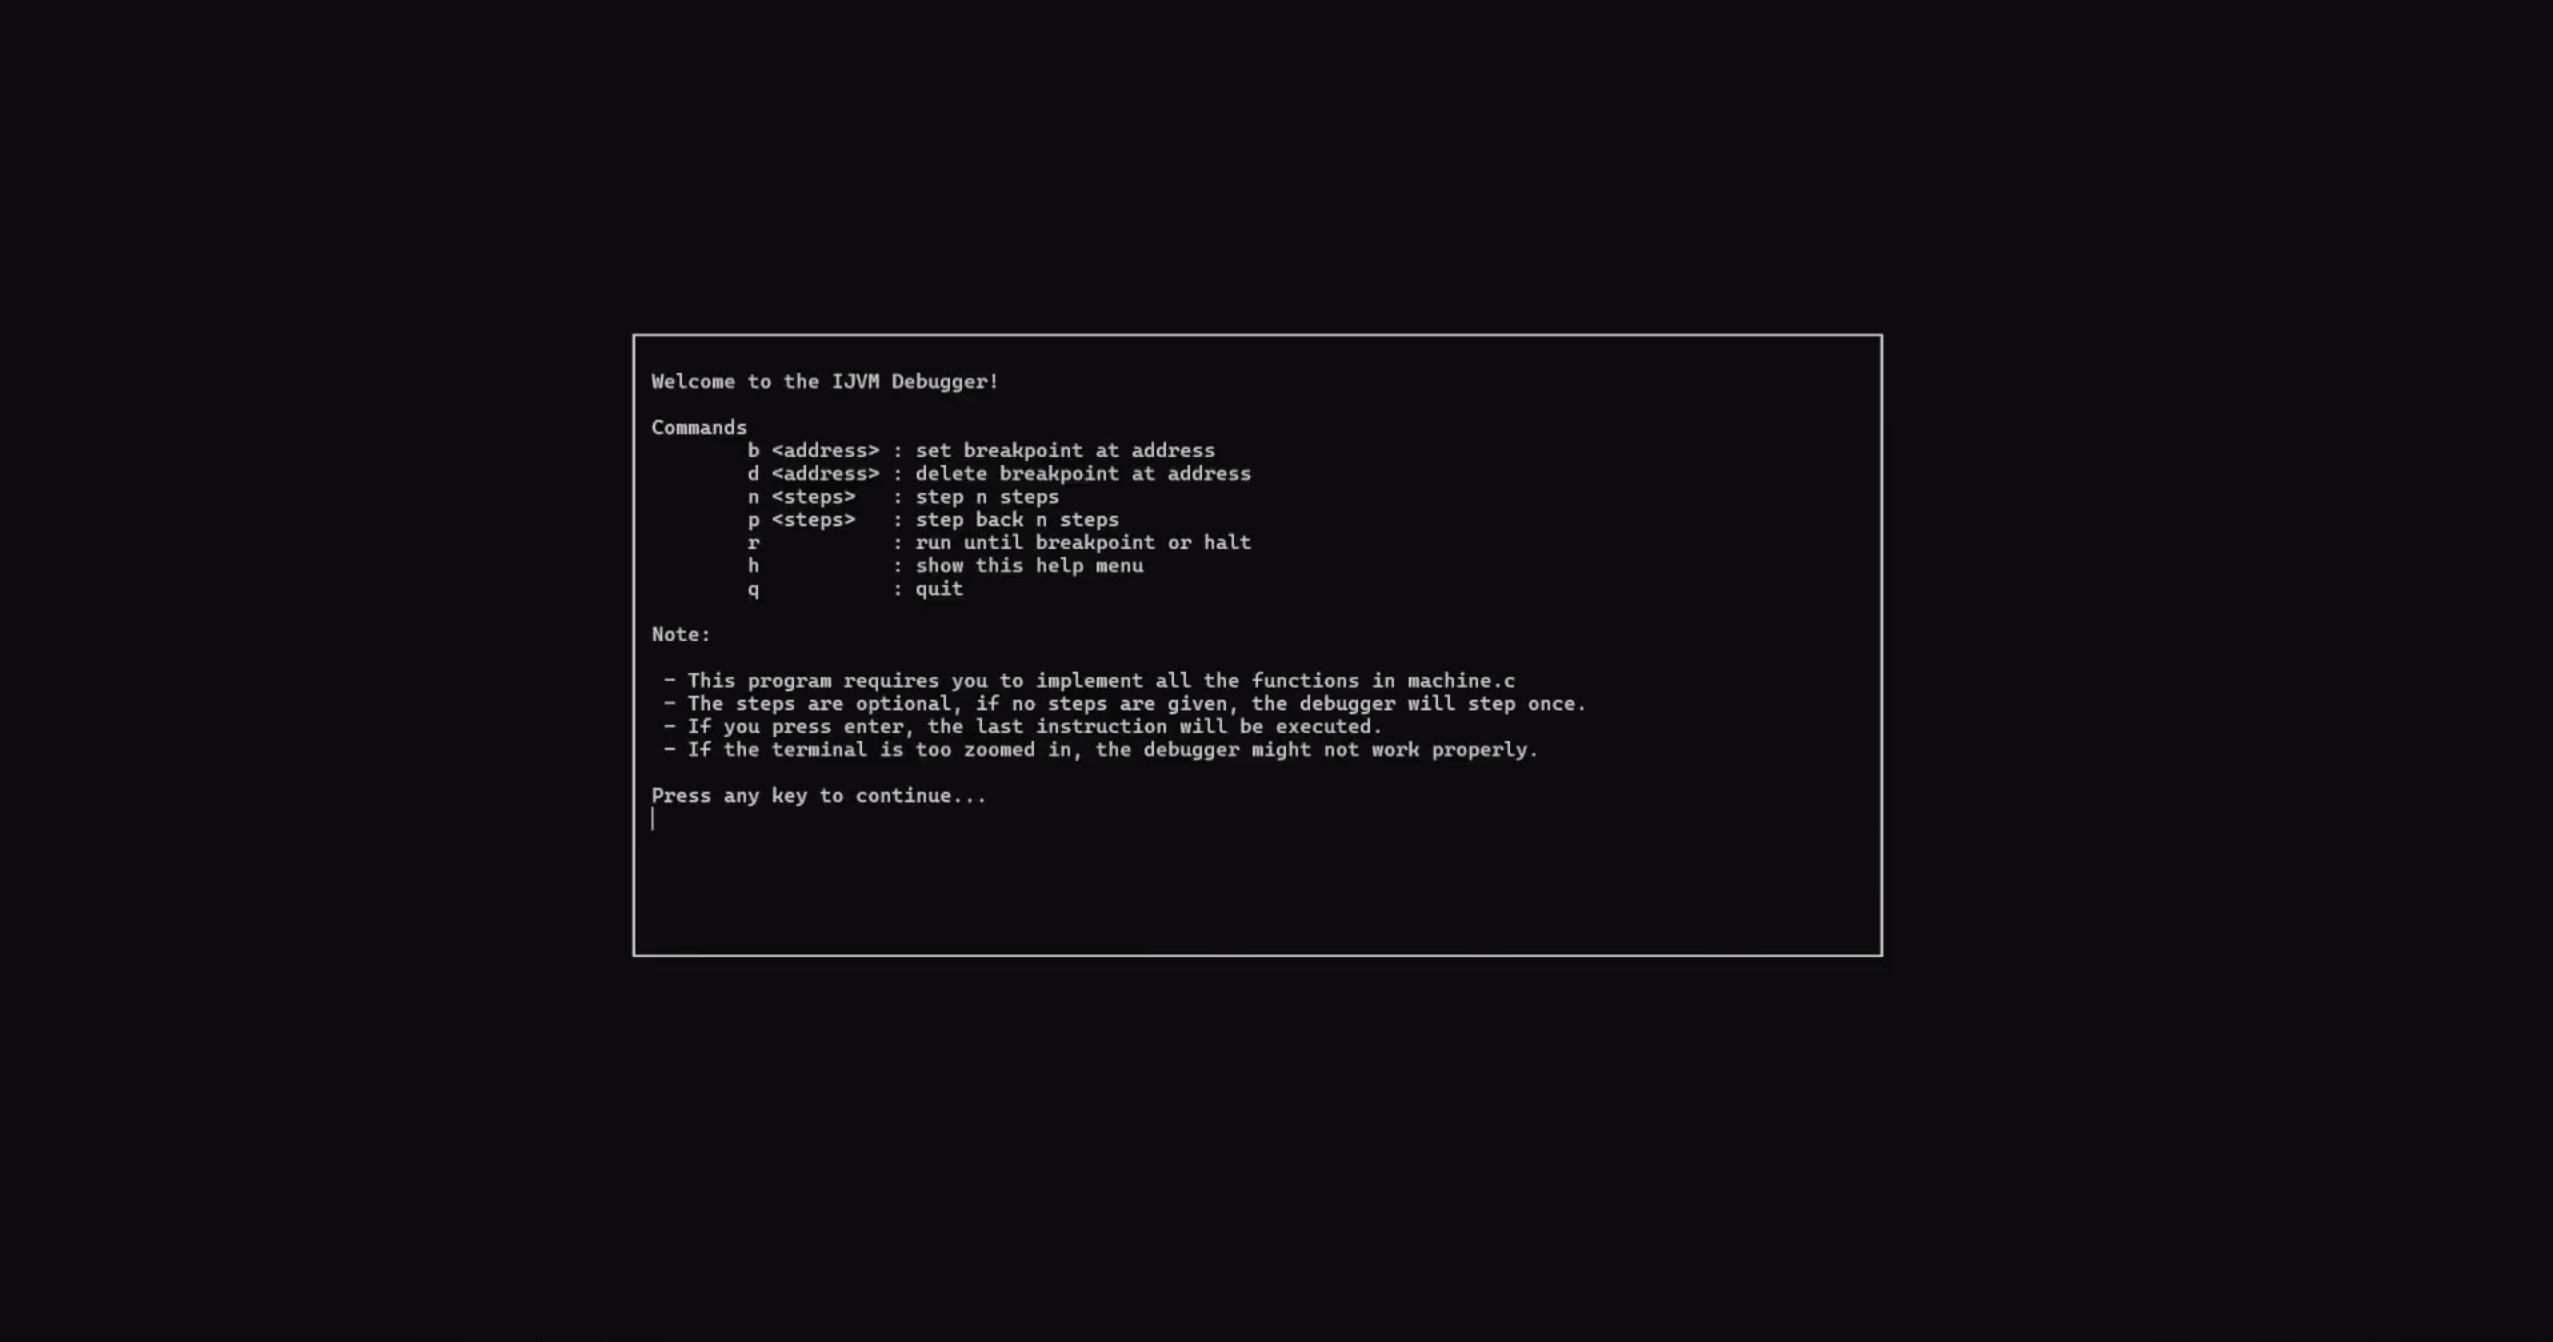 Welcome to the IJVM Debugger!
Commands
b <address> : set breakpoint at address
d <address> : delete breakpoint at address
n <steps>   : step n steps
p <steps>   : step back n steps
r           : run until breakpoint or halt
h           : show this help menu
q           : quit
Note:
- This program requires you to implement all the functions in machine.c
- The steps are optional, if no steps are given, the debugger will step once.
- If you press enter, the last instruction will be executed.
- If the terminal is too zoomed in, the debugger might not work properly.
Press any key to continue...